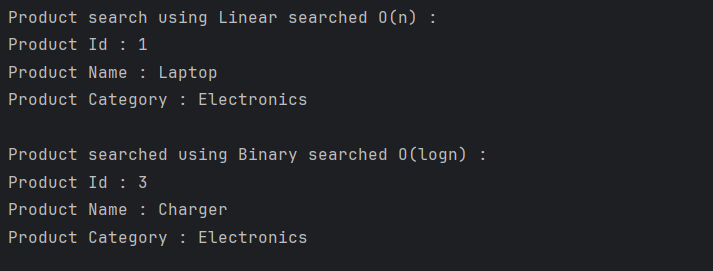 Product search using Linear searched O(n) :
Product Id : 1
Product Name : Laptop
Product Category : Electronics
Product searched using Binary searched O(logn) :
Product Id : 3
Product Name : Charger
Product Category : Electronics